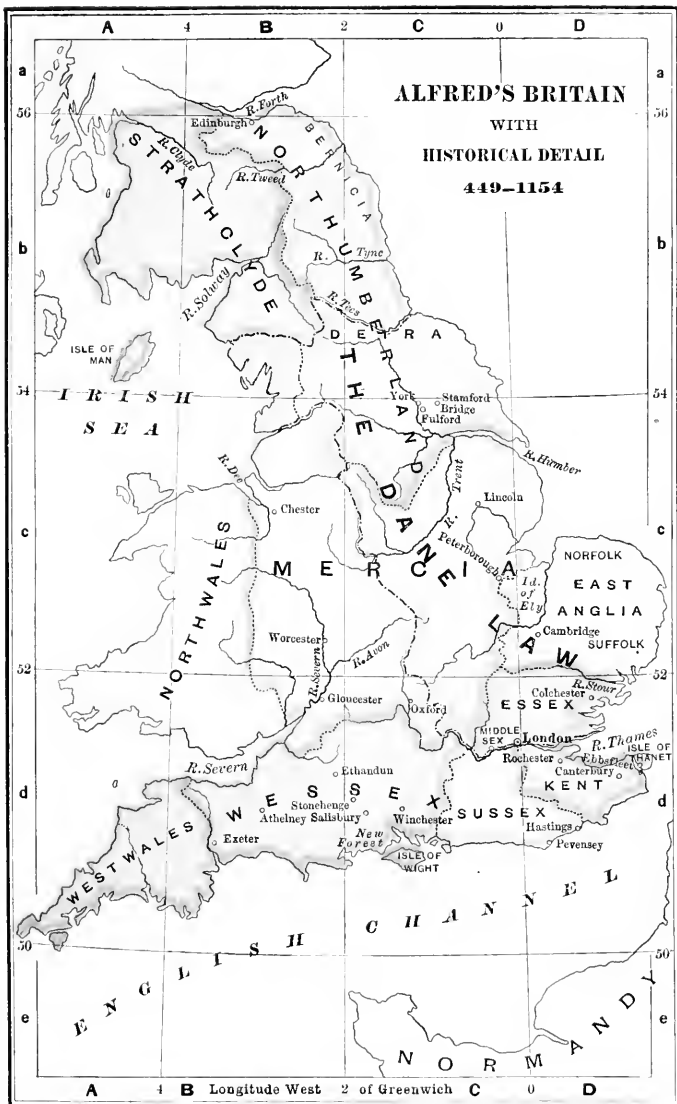 A 4 B 2 C 0 D
a
a
56
56
ALFRED'S BRITAIN
WITH
HISTORICAL DETAIL
449–1154
R. Forth
Edinburgh
R. Clyde
STRATHCLYDE
NORTHUMBERLAND
BERNICIA
R. Tweed
b
b
R. Tyne
R. Solway
R. Tees
DEIRA
ISLE OF
MAN
54
54
IRISH
SEA
York
Stamford
Bridge
Fulford
THE DANE LAW
R. Humber
R. Trent
Lincoln
R. Dee
Chester
c
c
NORTHWALES
MERCIA
Peterborough
Id.
of
Ely
NORFOLK
EAST
ANGLIA
SUFFOLK
Cambridge
Worcester
R. Severn
R. Avon
52
52
Gloucester
Oxford
R. Stour
Colchester
ESSEX
MIDDLE
SEX
London
R. Thames
ISLE OF
THANET
Rochester
Ebbsfleet
Canterbury
KENT
R. Severn
d
d
Ethandun
WESSEX
Stonehenge
Athelney
Salisbury
Winchester
SUSSEX
Hastings
Pevensey
New
Forest
ISLE OF
WIGHT
Exeter
WESTWALES
50
50
ENGLISH CHANNEL
e
e
NORMANDY
A 4 B Longitude West 2 of Greenwich C 0 D